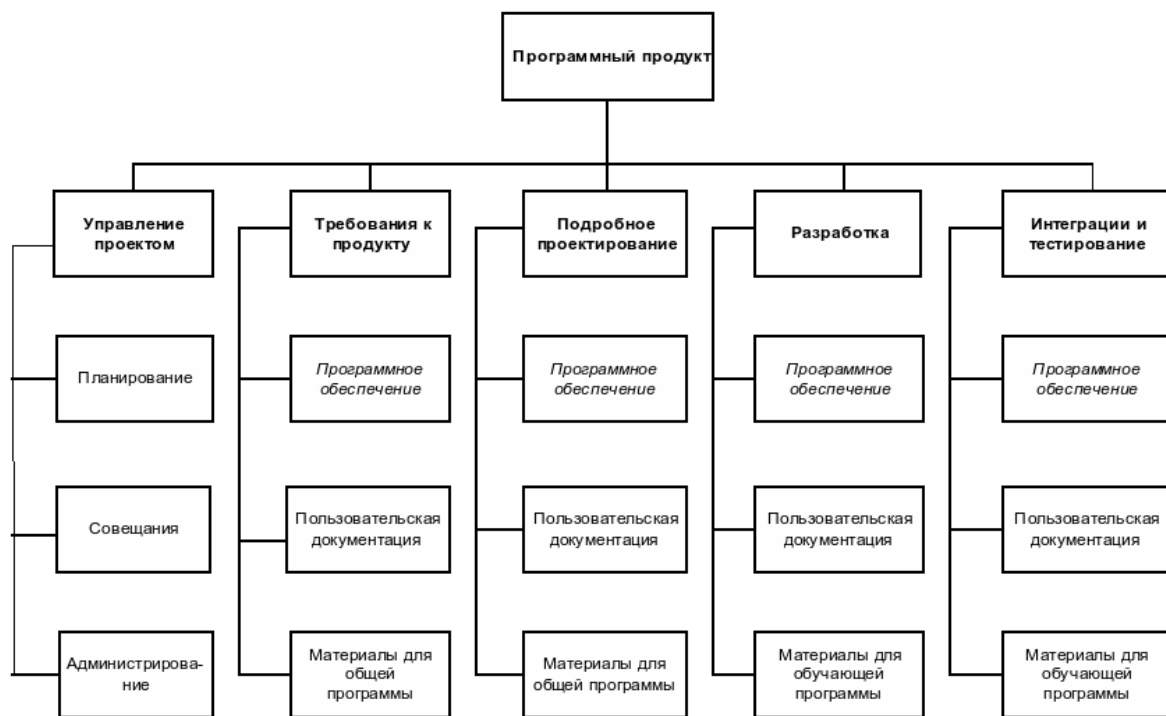 Программный продукт
Управление
проектом
Требования к
продукту
Подробное
проектирование
Разработка
Интеграции и
тестирование
Планирование
Программное
обеспечение
Программное
обеспечение
Программное
обеспечение
Программное
обеспечение
Совещания
Пользовательская
документация
Пользовательская
документация
Пользовательская
документация
Пользовательская
документация
Администрирова-
ние
Материалы для
общей
программы
Материалы для
общей программы
Материалы для
обучающей
программы
Материалы для
обучающей
программы